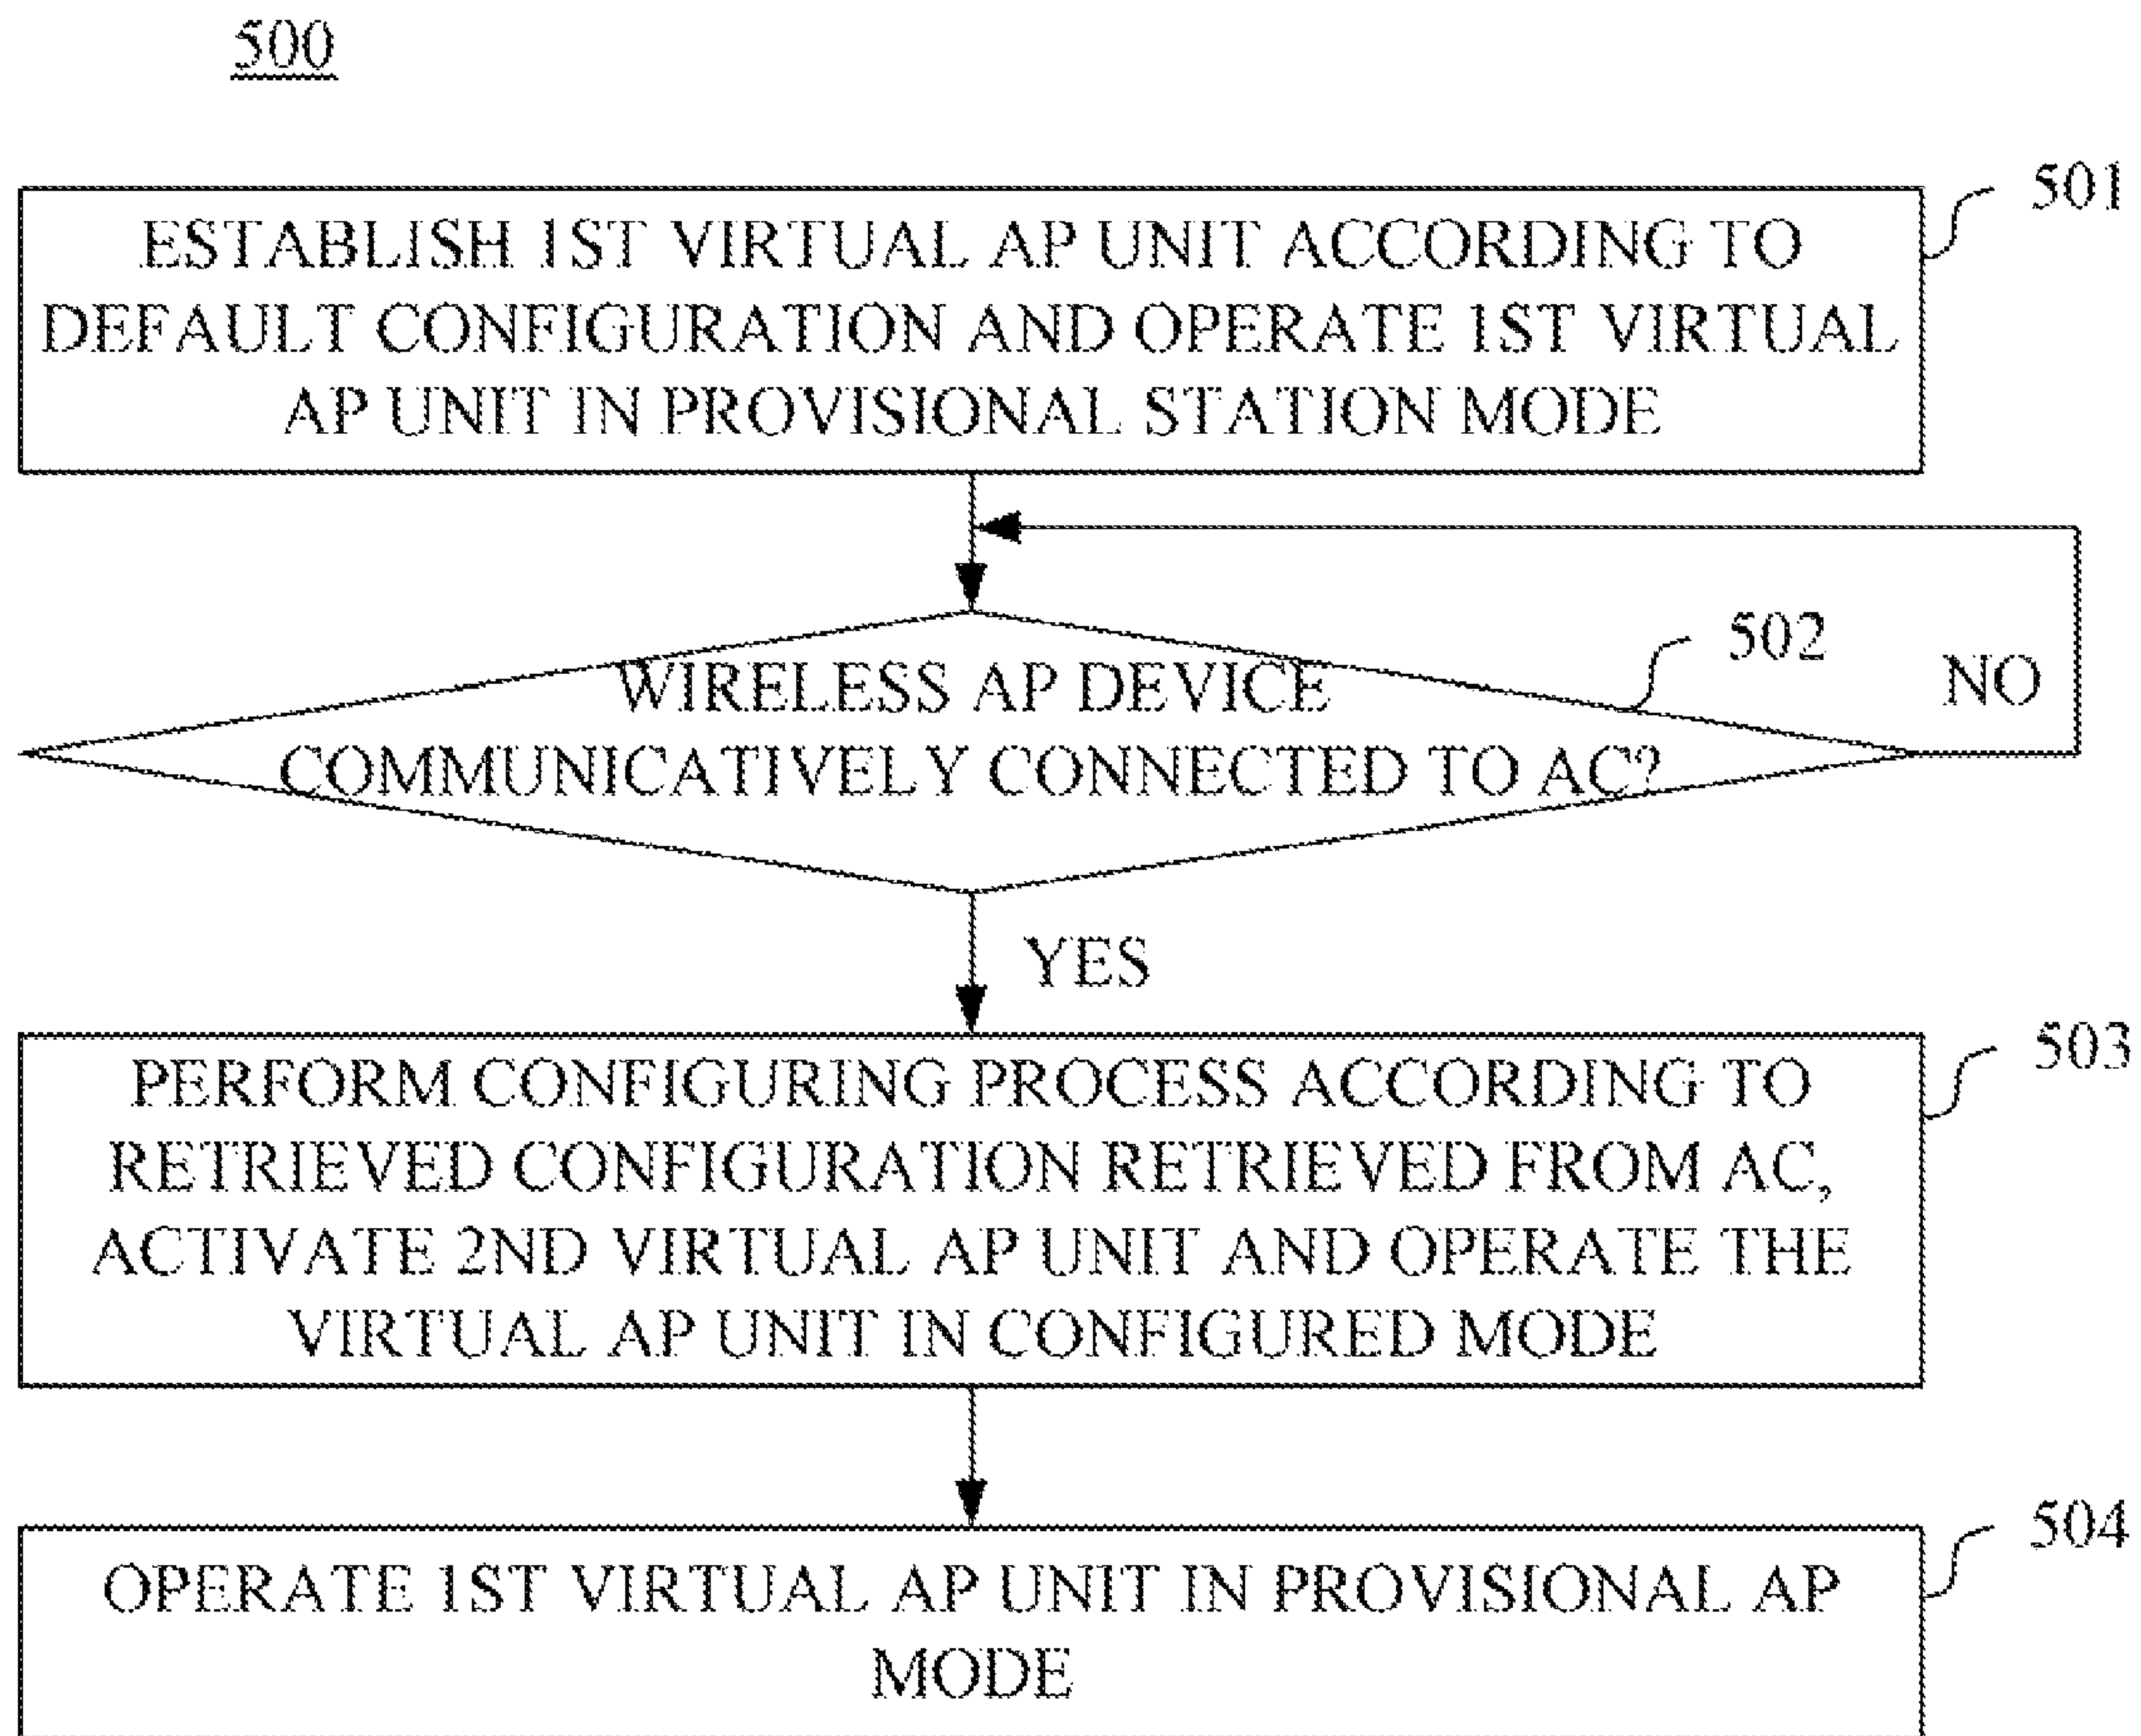 500
501
ESTABLISH 1ST VIRTUAL AP UNIT ACCORDING TO
DEFAULT CONFIGURATION AND OPERATE 1ST VIRTUAL
AP UNIT IN PROVISIONAL STATION MODE
502
NO
WIRELESS AP DEVICE
COMMUNICATIVELY CONNECTED TO AC?
YES
503
PERFORM CONFIGURING PROCESS ACCORDING TO
RETRIEVED CONFIGURATION RETRIEVED FROM AC,
ACTIVATE 2ND VIRTUAL AP UNIT AND OPERATE THE
VIRTUAL AP UNIT IN CONFIGURED MODE
504
OPERATE 1ST VIRTUAL AP UNIT IN PROVISIONAL AP
MODE